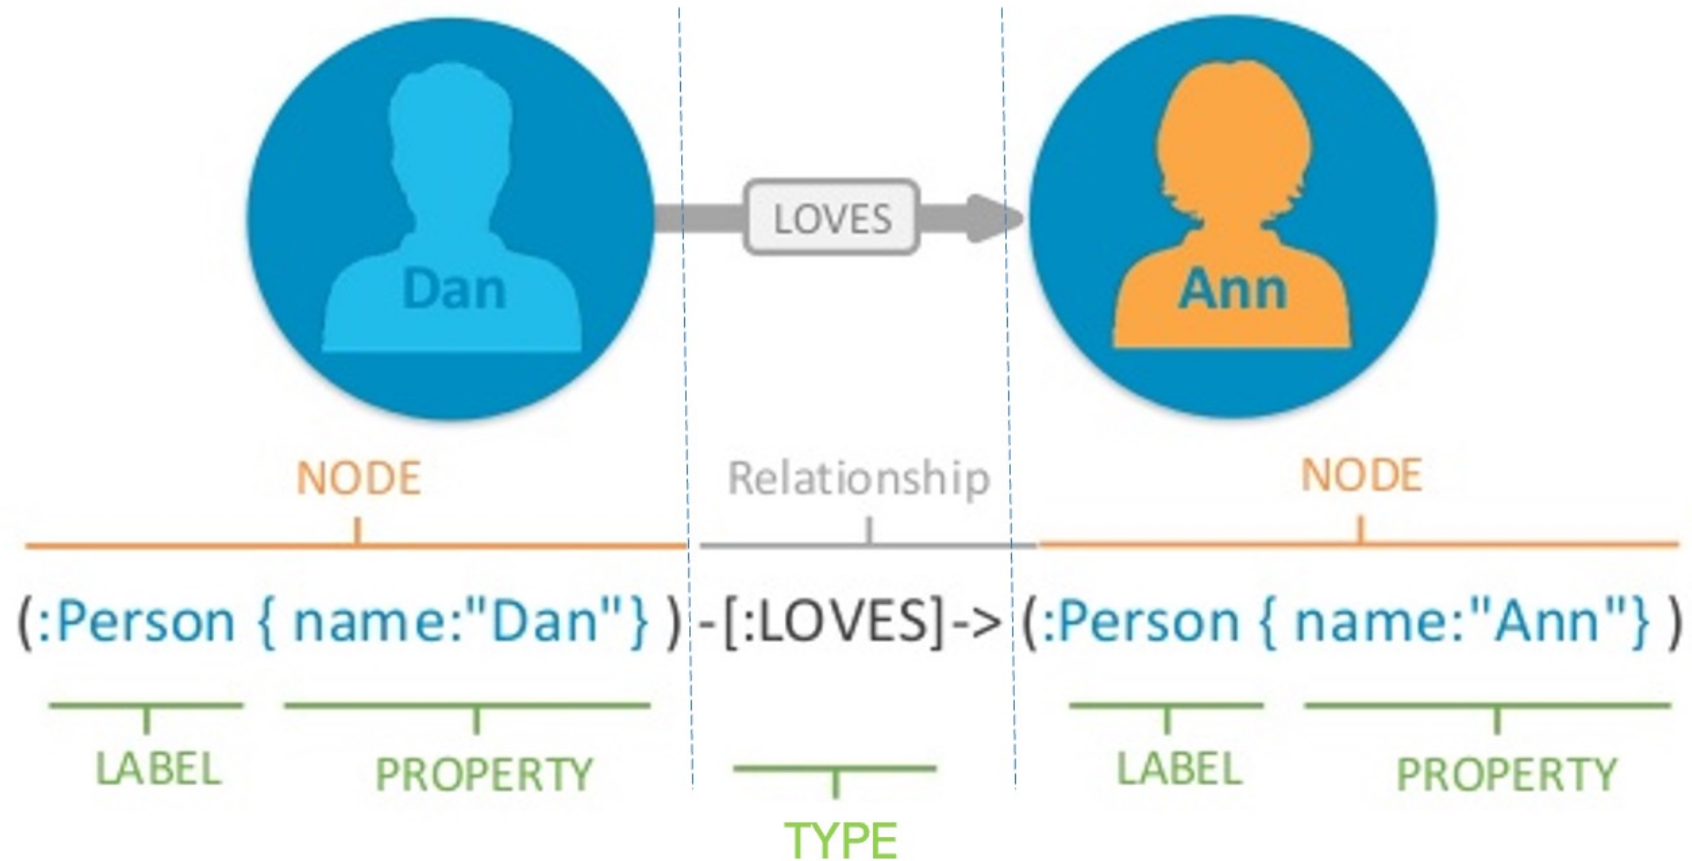 LOVES
Dan
Ann
NODE
Relationship
NODE
(:Person { name:"Dan"} ) -[:LOVES]-> (:Person { name:"Ann"} )
LABEL
PROPERTY
LABEL
PROPERTY
TYPE